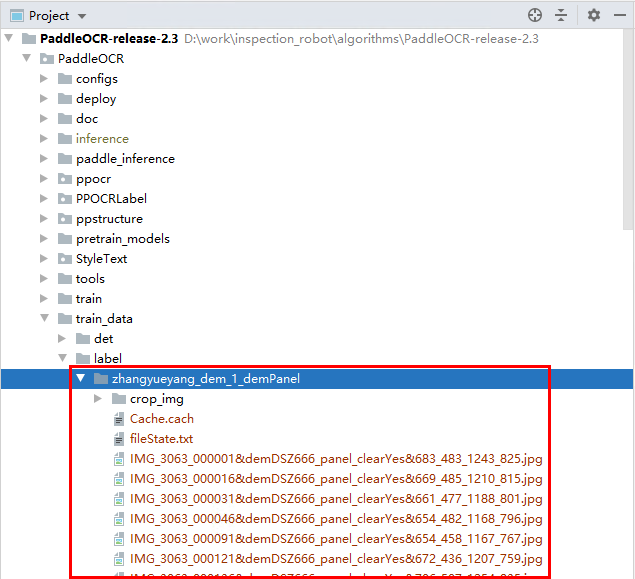 Project
PaddleOCR-release-2.3 D:\work\inspection_robot\algorithms\PaddleOCR-release-2.3
PaddleOCR
configs
deploy
doc
inference
paddle_inference
ppocr
PPOCRLabel
ppstructure
pretrain_models
StyleText
tools
train
train_data
det
label
zhangyueyang_dem_1_demPanel
crop_img
Cache.cach
fileState.txt
IMG_3063_000001&demDSZ666_panel_clearYes&683_483_1243_825.jpg
IMG_3063_000016&demDSZ666_panel_clearYes&669_485_1210_815.jpg
IMG_3063_000031&demDSZ666_panel_clearYes&661_477_1188_801.jpg
IMG_3063_000046&demDSZ666_panel_clearYes&654_482_1168_796.jpg
IMG_3063_000091&demDSZ666_panel_clearYes&654_458_1167_767.jpg
IMG_3063_000121&demDSZ666_panel_clearYes&672_436_1207_759.jpg